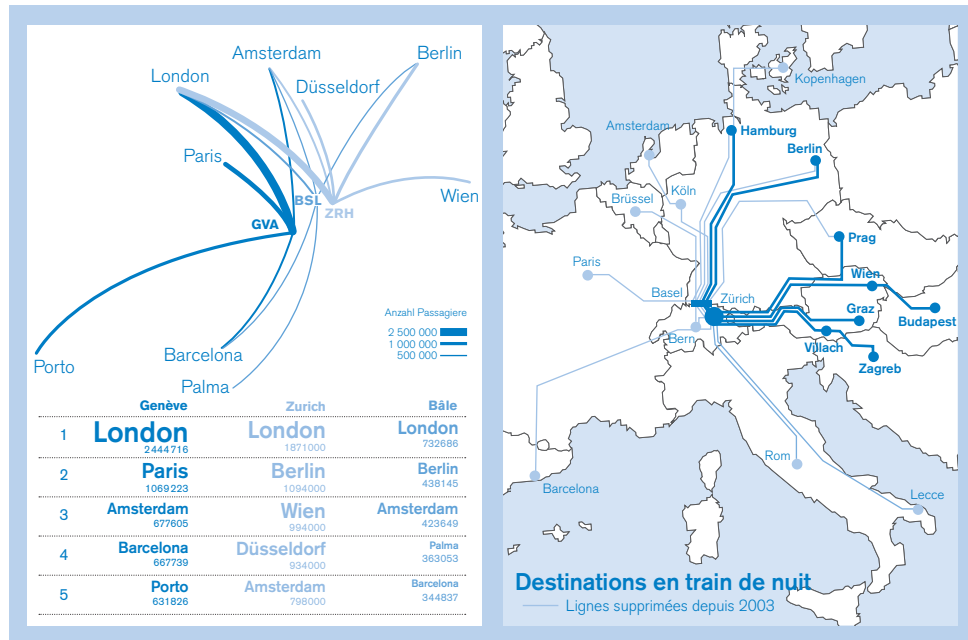 Amsterdam
Berlin
London
Düsseldorf
Paris
Wien
BSL
ZRH
GVA
Anzahl Passagiere
2 500 000
1 000 000
500 000
Barcelona
Porto
Palma
Genève Zurich Bâle
1 London London London
2444716 1871000 732686
2 Paris Berlin Berlin
1069223 1094000 438145
3 Amsterdam Wien Amsterdam
677605 994000 423649
4 Barcelona Düsseldorf Palma
667739 934000 363053
5 Porto Amsterdam Barcelona
631826 798000 344837
Kopenhagen
Amsterdam
Hamburg
Berlin
Köln
Brüssel
Prag
Paris
Wien
Basel
Zürich
Graz
Budapest
Bern
Villach
Zagreb
Rom
Barcelona
Lecce
Destinations en train de nuit
Lignes supprimées depuis 2003